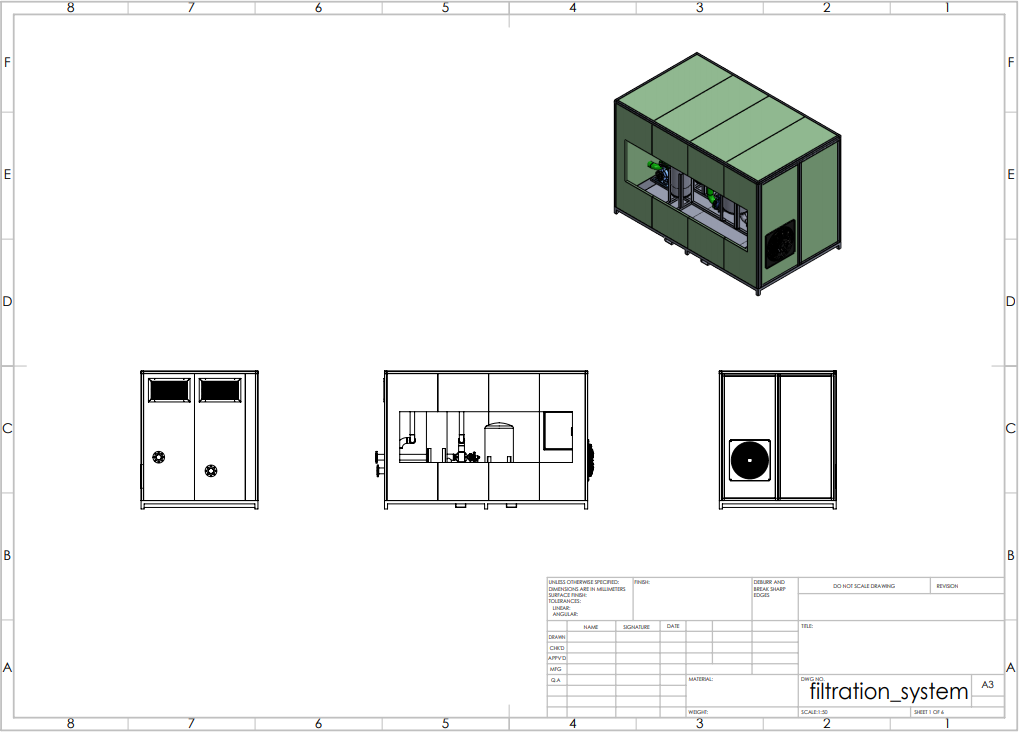 8 7 6 5 4 3 2 1
F F
E E
D D
C C
B B
A A
UNLESS OTHERWISE SPECIFIED:
DIMENSIONS ARE IN MILLIMETERS
SURFACE FINISH:
TOLERANCES:
LINEAR:
ANGULAR:
FINISH:
DEBURR AND
BREAK SHARP
EDGES
DO NOT SCALE DRAWING
REVISION
NAME SIGNATURE DATE
TITLE:
DRAWN
CHK'D
APPV'D
MFG
Q.A
MATERIAL:
DWG NO.
filtration_system
A3
WEIGHT:
SCALE:1:50
SHEET 1 OF 6
8 7 6 5 4 3 2 1